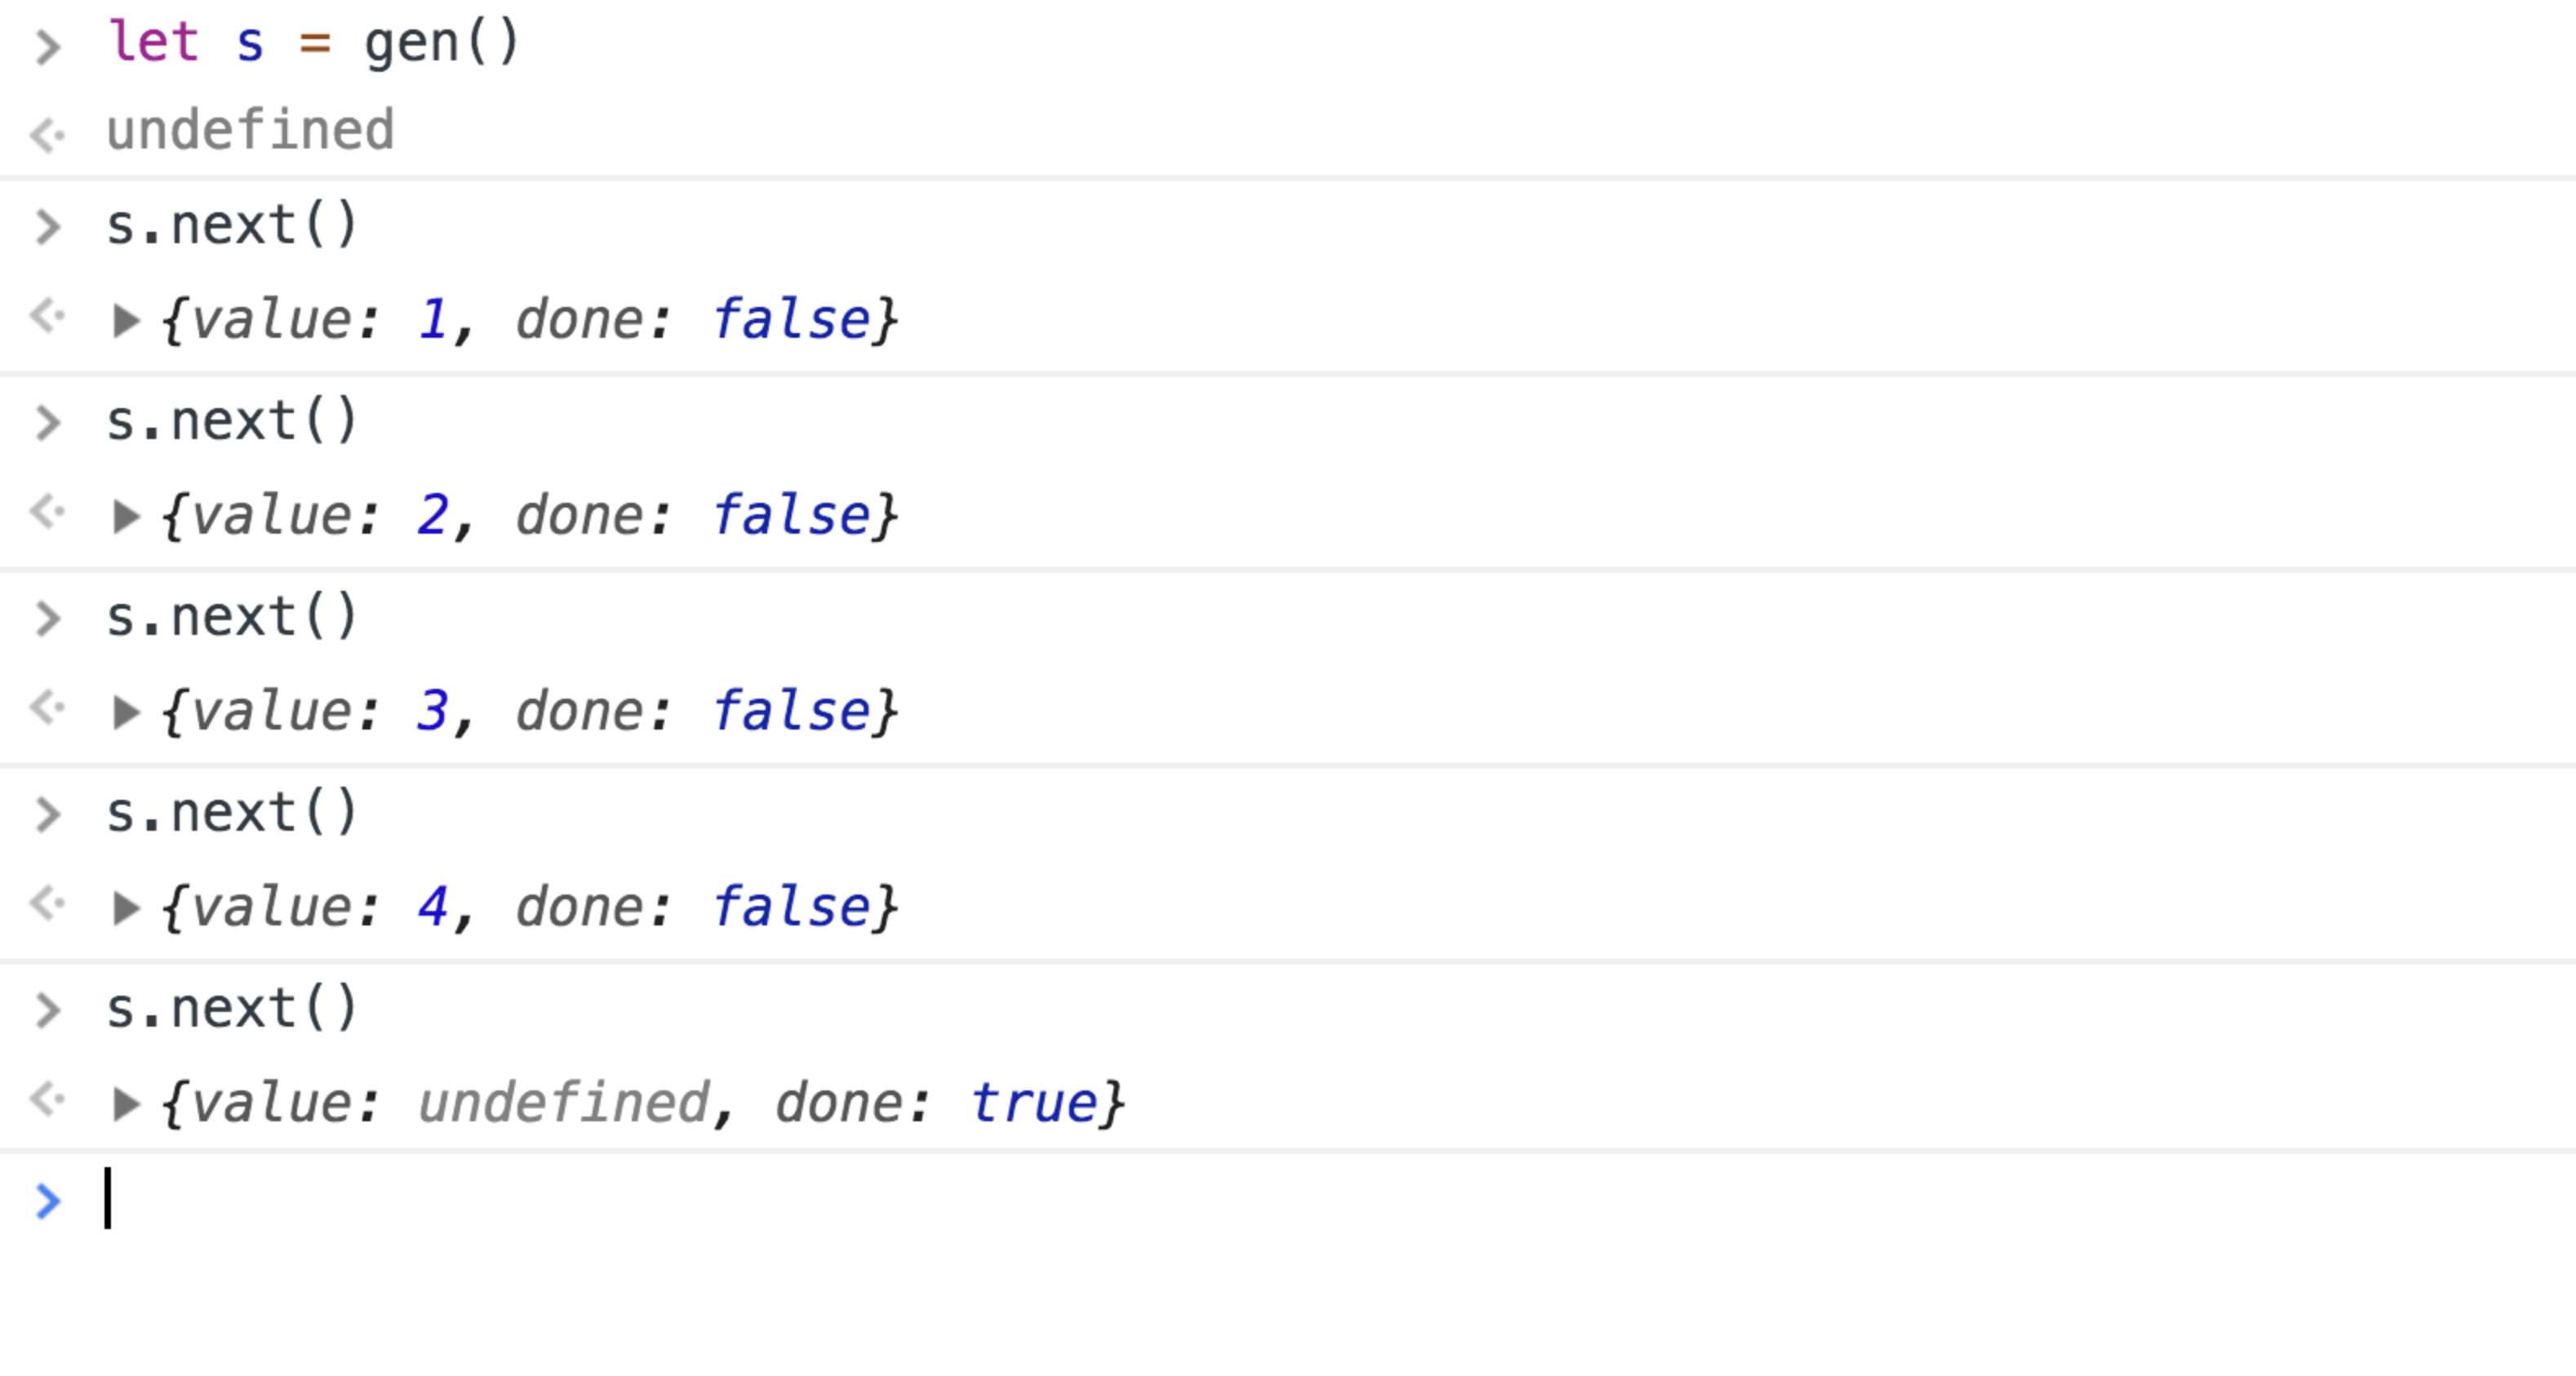 > let s = gen()
<· undefined
> s.next()
<· ▶{value: 1, done: false}
> s.next()
<· ▶{value: 2, done: false}
> s.next()
<· ▶{value: 3, done: false}
> s.next()
<· ▶{value: 4, done: false}
> s.next()
<· ▶{value: undefined, done: true}
>